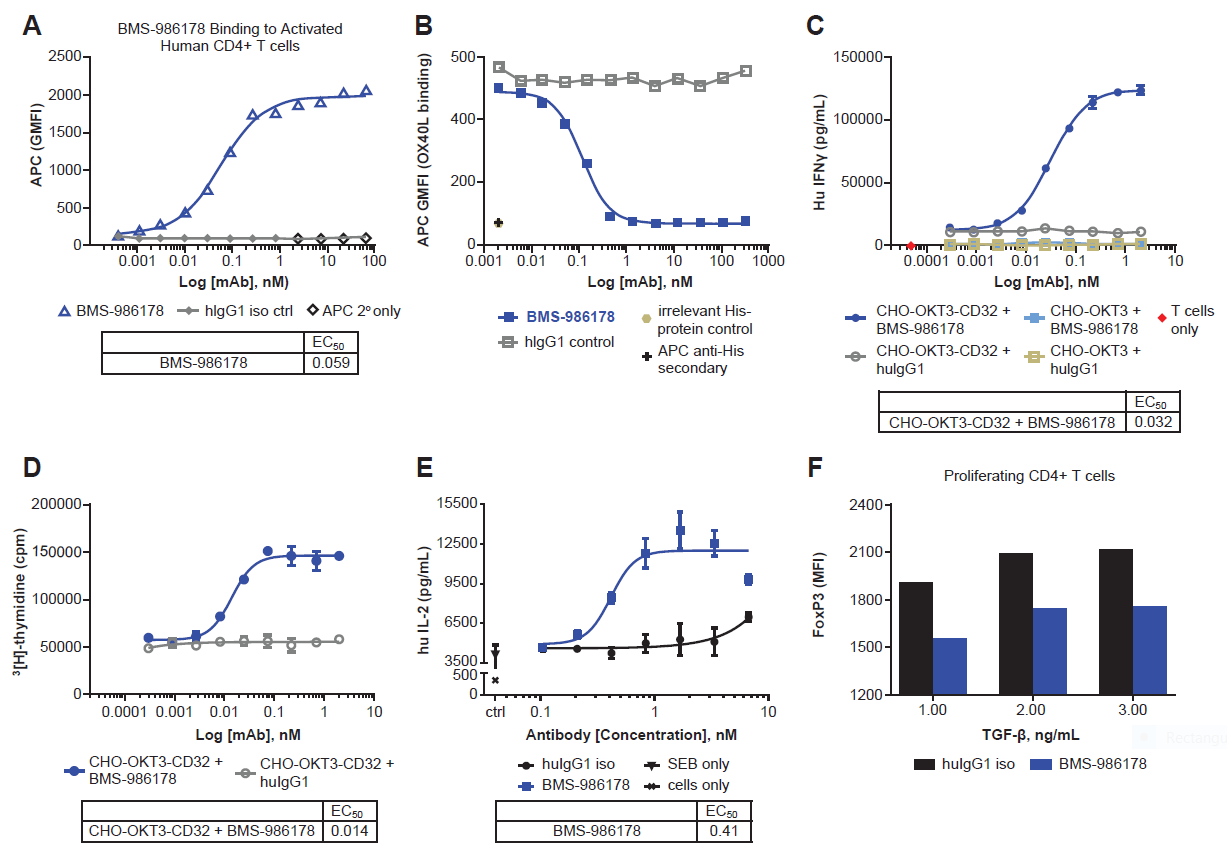 A
BMS-986178 Binding to Activated
Human CD4+ T cells
2500
2000
1500
1000
500
0
APC (GMFI)
0.001
0.01
0.1
1
10
100
Log [mAb], nM)
BMS-986178
hIgG1 iso ctrl
APC 2º only
EC50
BMS-986178
0.059
B
500
400
200
0
APC GMFI (OX40L binding)
0.001
0.01
0.1
1
10
100
1000
Log [mAb], nM
BMS-986178
hIgG1 control
irrelevant His-
protein control
APC anti-His
secondary
C
150000
100000
50000
0
Hu IFNγ (pg/mL)
0.0001
0.001
0.01
0.1
1
10
Log [mAb], nM
CHO-OKT3-CD32 +
BMS-986178
CHO-OKT3 +
BMS-986178
T cells
only
CHO-OKT3-CD32 +
huIgG1
CHO-OKT3 +
huIgG1
EC50
CHO-OKT3-CD32 + BMS-986178
0.032
D
200000
150000
100000
50000
0
3[H]-thymidine (cpm)
0.0001
0.001
0.01
0.1
1
10
Log [mAb], nM
CHO-OKT3-CD32 +
BMS-986178
CHO-OKT3-CD32 +
huIgG1
EC50
CHO-OKT3-CD32 + BMS-986178
0.014
E
15500
12500
9500
6500
3500
500
0
hu IL-2 (pg/mL)
ctrl
0.1
1
10
Antibody [Concentration], nM
huIgG1 iso
SEB only
BMS-986178
cells only
EC50
BMS-986178
0.41
F
Proliferating CD4+ T cells
2400
2100
1800
1500
1200
FoxP3 (MFI)
1.00
2.00
3.00
TGF-β, ng/mL
huIgG1 iso
BMS-986178